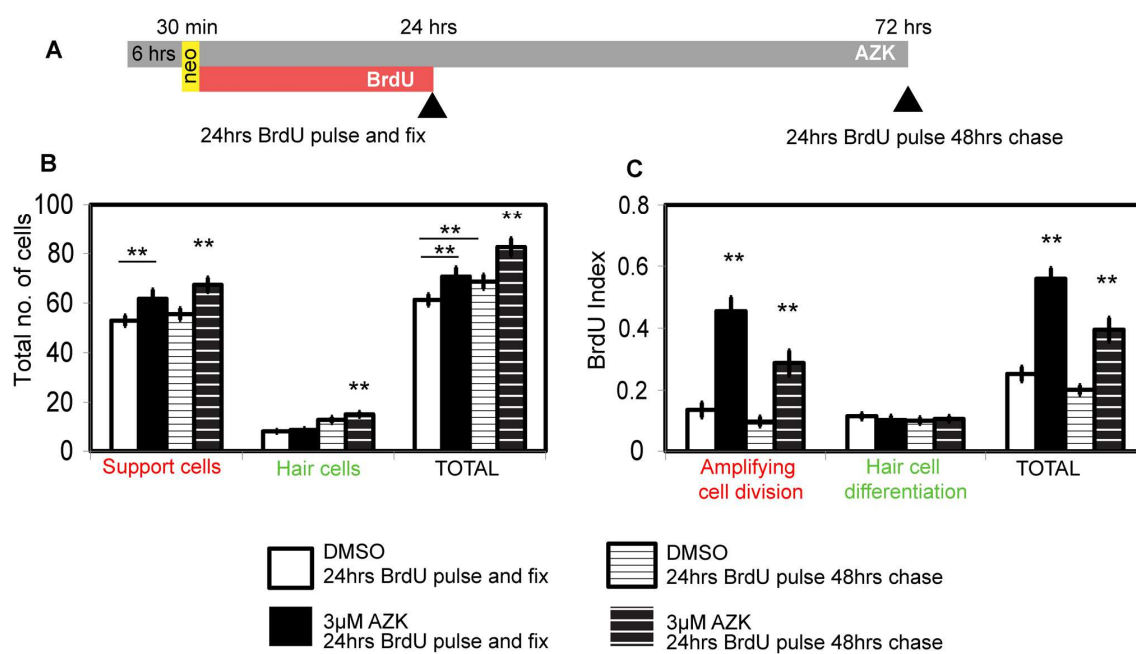 30 min 24 hrs 72 hrs
A 6 hrs neo AZK
BrdU
24hrs BrdU pulse and fix 24hrs BrdU pulse 48hrs chase
B
Total no. of cells
100
80
60
40
20
0
** ** ** ** ** **
Support cells Hair cells TOTAL
C
BrdU Index
0.8
0.6
0.4
0.2
0
** ** ** **
Amplifying cell division
Hair cell differentiation
TOTAL
DMSO
24hrs BrdU pulse and fix
3µM AZK
24hrs BrdU pulse and fix
DMSO
24hrs BrdU pulse 48hrs chase
3µM AZK
24hrs BrdU pulse 48hrs chase